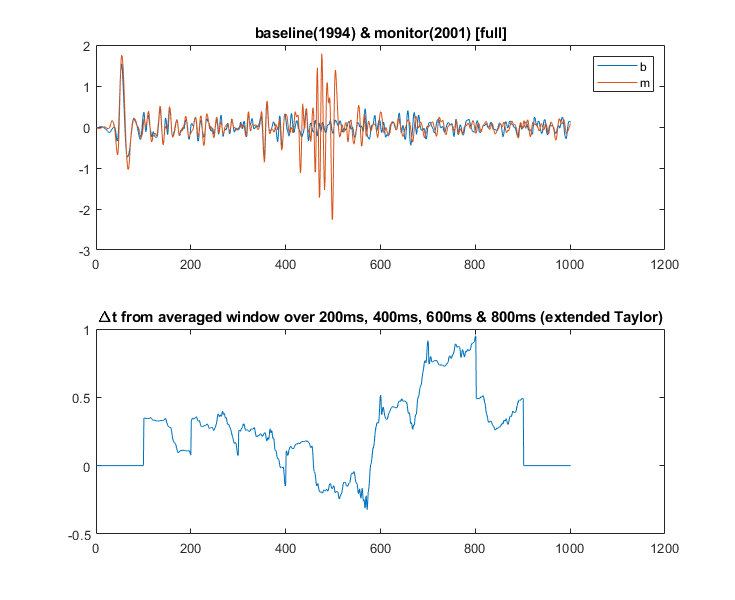 baseline(1994) & monitor(2001) [full]
2
1
0
-1
-2
-3
0 200 400 600 800 1000 1200
b
m
Δt from averaged window over 200ms, 400ms, 600ms & 800ms (extended Taylor)
1
0.5
0
-0.5
0 200 400 600 800 1000 1200